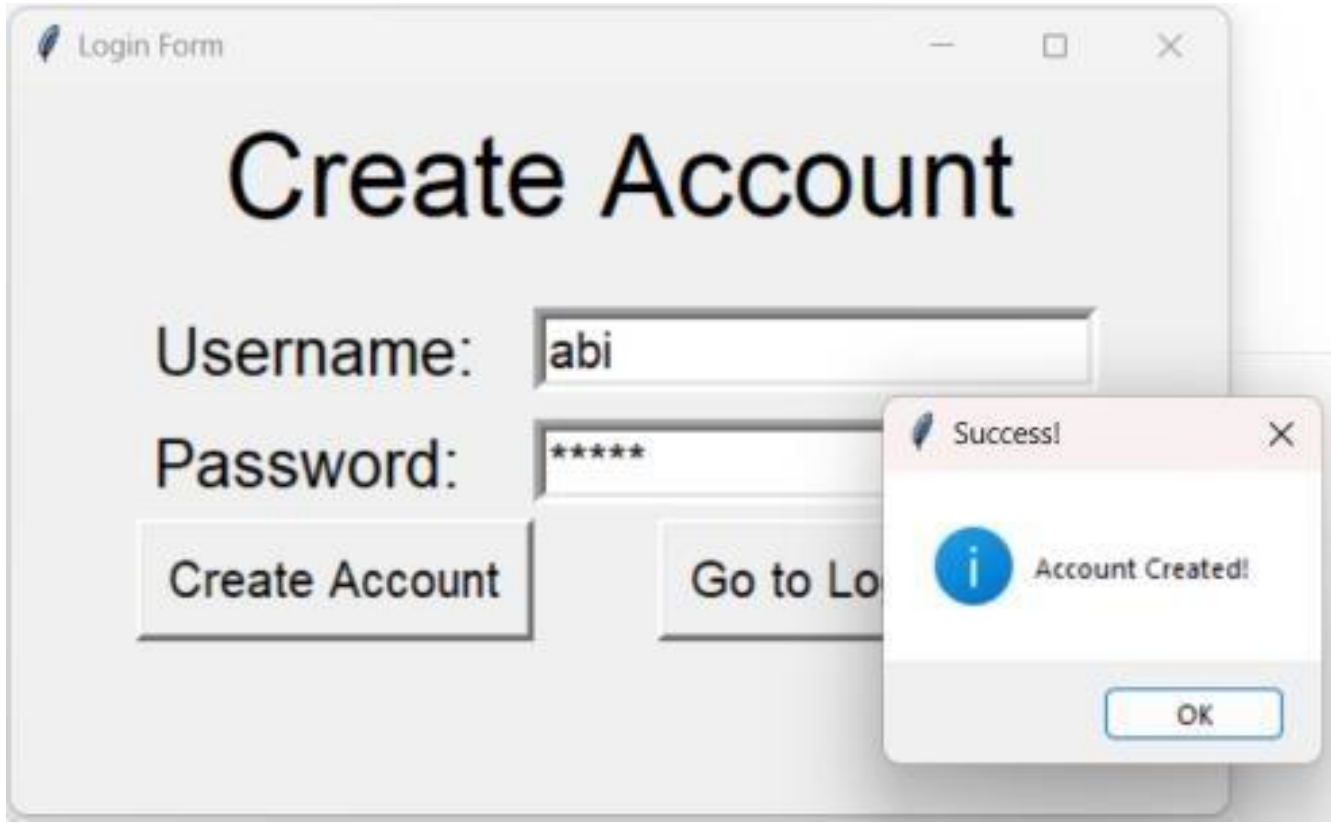 Login Form
Create Account
Username: abi
Password: *****
Create Account Go to Lo
Success!
Account Created!
OK